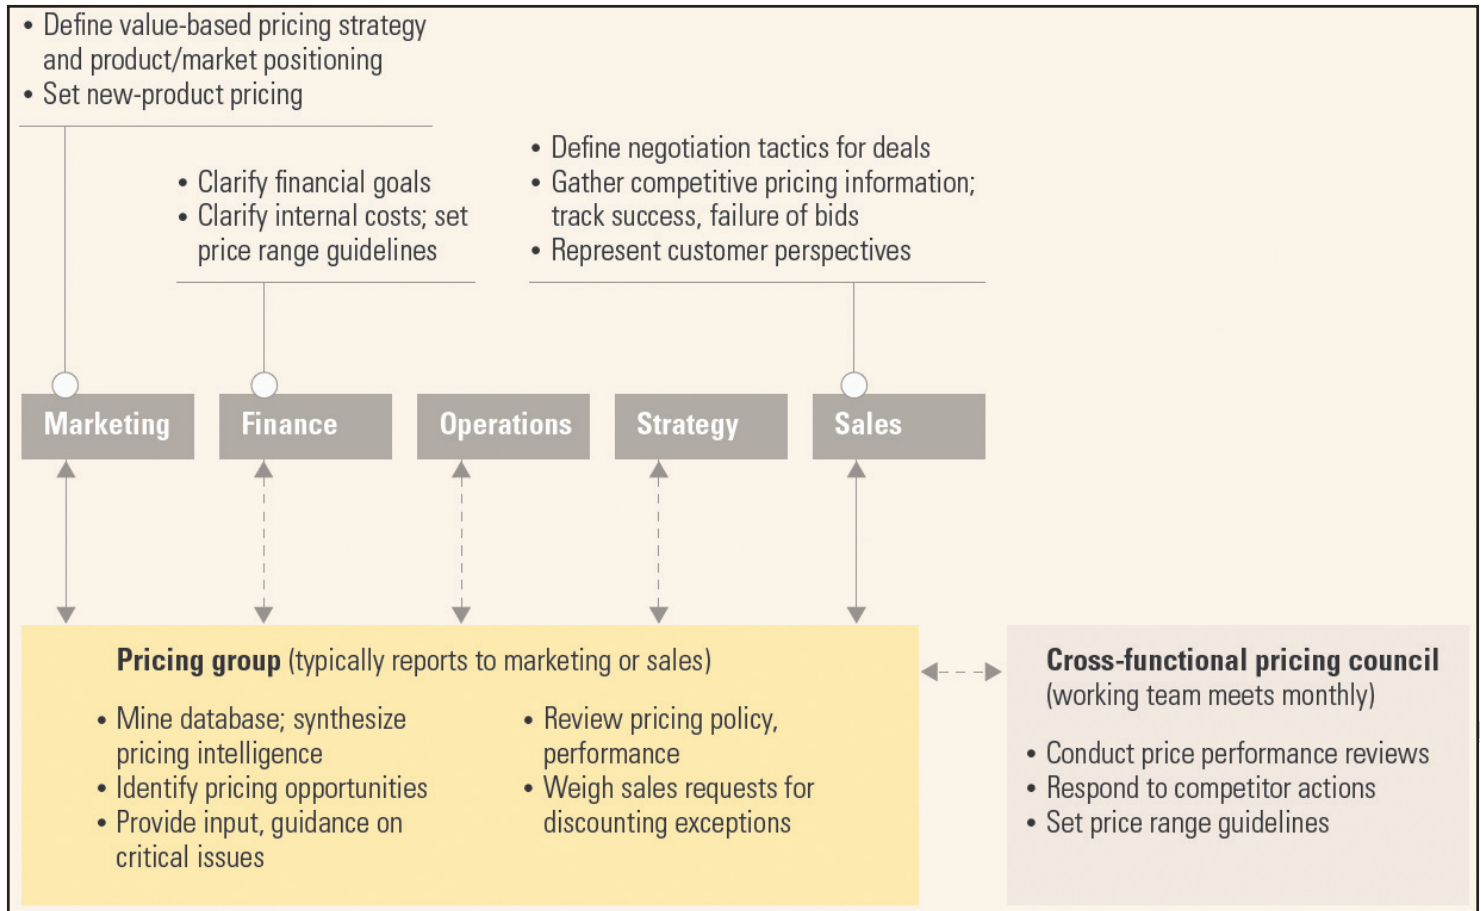 • Define value-based pricing strategy
and product/market positioning
• Set new-product pricing
• Clarify financial goals
• Clarify internal costs; set
price range guidelines
• Define negotiation tactics for deals
• Gather competitive pricing information;
track success, failure of bids
• Represent customer perspectives
Marketing
Finance
Operations
Strategy
Sales
Pricing group (typically reports to marketing or sales)
• Mine database; synthesize
pricing intelligence
• Identify pricing opportunities
• Provide input, guidance on
critical issues
• Review pricing policy,
performance
• Weigh sales requests for
discounting exceptions
Cross-functional pricing council
(working team meets monthly)
• Conduct price performance reviews
• Respond to competitor actions
• Set price range guidelines